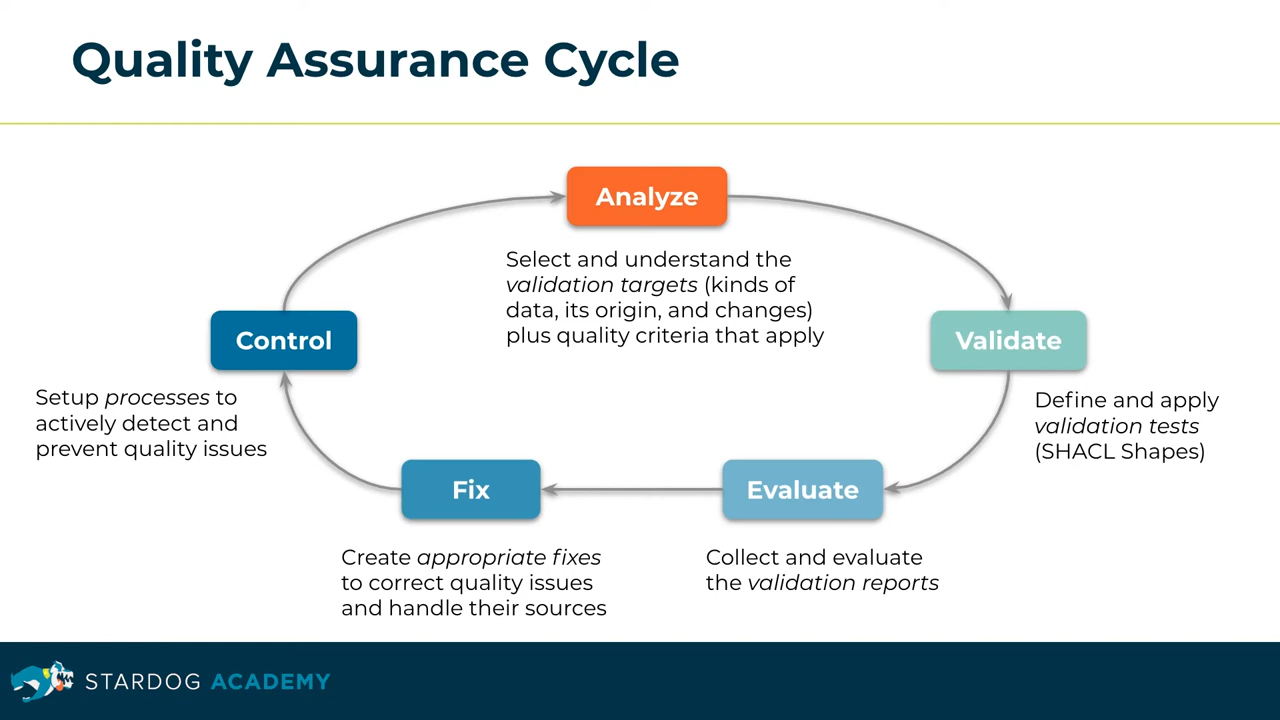 Quality Assurance Cycle
Analyze
Select and understand the
validation targets (kinds of
data, its origin, and changes)
plus quality criteria that apply
Control
Setup processes to
actively detect and
prevent quality issues
Validate
Define and apply
validation tests
(SHACL Shapes)
Fix
Create appropriate fixes
to correct quality issues
and handle their sources
Evaluate
Collect and evaluate
the validation reports
STARDOG ACADEMY